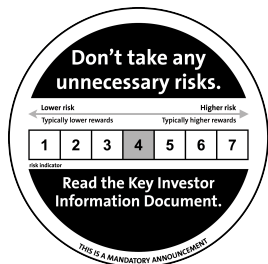 Don't take any
unnecessary risks.
Lower risk Higher risk
Typically lower rewards Typically higher rewards
1 2 3 4 5 6 7
risk indicator
Read the Key Investor
Information Document.
THIS IS A MANDATORY ANNOUNCEMENT